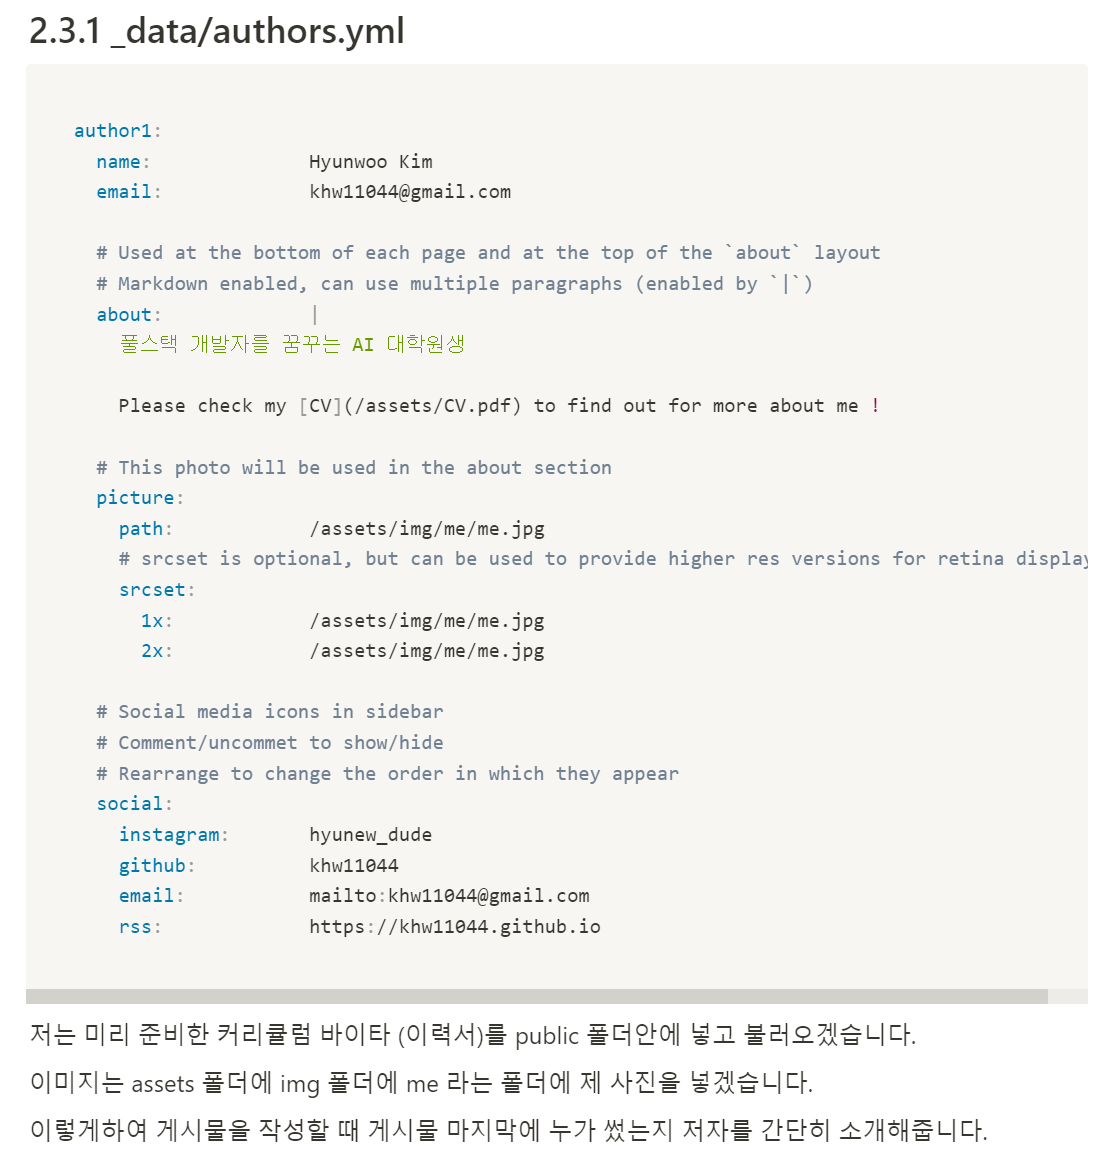 2.3.1 _data/authors.yml
author1:
name: Hyunwoo Kim
email: khw11044@gmail.com
# Used at the bottom of each page and at the top of the `about` layout
# Markdown enabled, can use multiple paragraphs (enabled by `|`)
about: |
풀스택 개발자를 꿈꾸는 AI 대학원생
Please check my [CV](/assets/CV.pdf) to find out for more about me !
# This photo will be used in the about section
picture:
path: /assets/img/me/me.jpg
# srcset is optional, but can be used to provide higher res versions for retina display
srcset:
1x: /assets/img/me/me.jpg
2x: /assets/img/me/me.jpg
# Social media icons in sidebar
# Comment/uncommet to show/hide
# Rearrange to change the order in which they appear
social:
instagram: hyunew_dude
github: khw11044
email: mailto:khw11044@gmail.com
rss: https://khw11044.github.io
저는 미리 준비한 커리큘럼 바이타 (이력서)를 public 폴더안에 넣고 불러오겠습니다.
이미지는 assets 폴더에 img 폴더에 me 라는 폴더에 제 사진을 넣겠습니다.
이렇게하여 게시물을 작성할 때 게시물 마지막에 누가 썼는지 저자를 간단히 소개해줍니다.